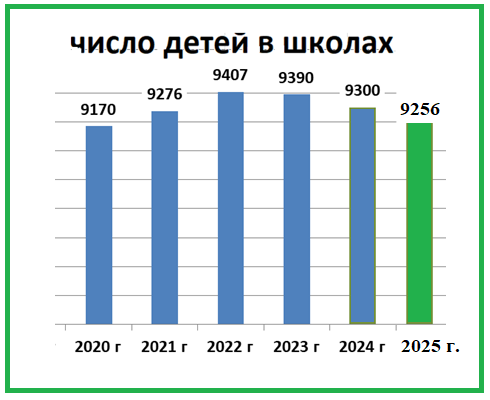 число детей в школах
9170 9276 9407 9390 9300 9256
2020 г 2021 г 2022 г 2023 г 2024 г 2025 г.